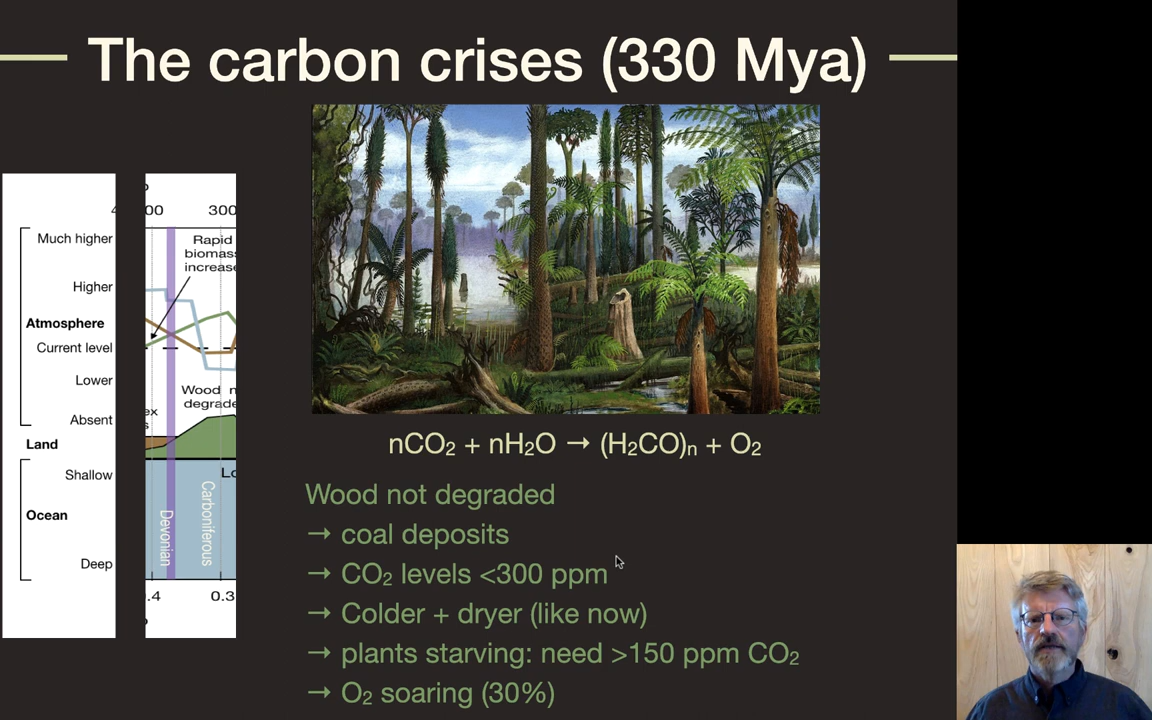 The carbon crises (330 Mya)
300
Much higher
Rapid
Higher
increase
Atmosphere
Current level
Lower
Wood
Absent
Land
Shallow
Ocean
Devonian
Carboniferous
Deep
0.3
nCO₂ + nH₂O → (H₂CO)ₙ + O₂
Wood not degraded
→ coal deposits
→ CO₂ levels <300 ppm
→ Colder + dryer (like now)
→ plants starving: need >150 ppm CO₂
→ O₂ soaring (30%)